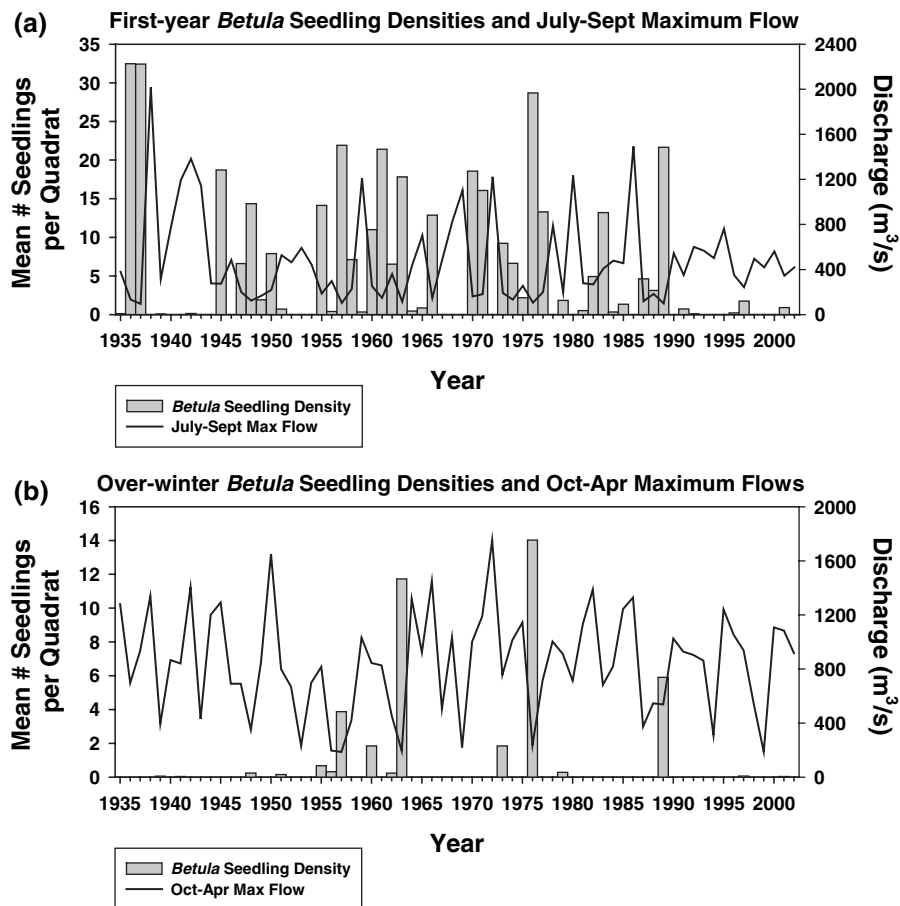 (a)
First-year Betula Seedling Densities and July-Sept Maximum Flow
Mean # Seedlings
per Quadrat
35
30
25
20
15
10
5
0
2400
2000
1600
1200
800
400
0
Discharge (m³/s)
1935 1940 1945 1950 1955 1960 1965 1970 1975 1980 1985 1990 1995 2000
Year
Betula Seedling Density
July-Sept Max Flow
(b)
Over-winter Betula Seedling Densities and Oct-Apr Maximum Flows
Mean # Seedlings
per Quadrat
16
14
12
10
8
6
4
2
0
2000
1600
1200
800
400
0
Discharge (m³/s)
1935 1940 1945 1950 1955 1960 1965 1970 1975 1980 1985 1990 1995 2000
Year
Betula Seedling Density
Oct-Apr Max Flow